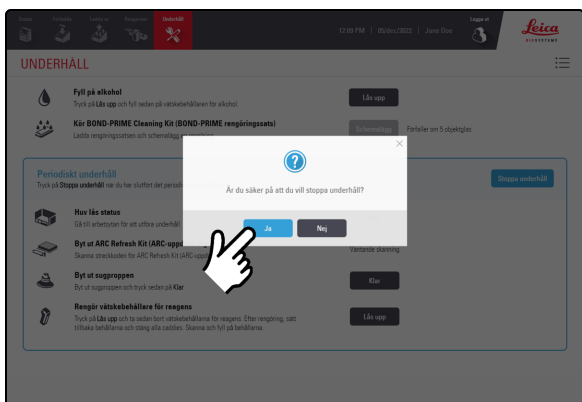 Status
Förbereda
Ladda ur
Reagenser
Underhåll
12:09 PM | 05/dec/2022 | Jane Doe
Logga ut
Leica
BIOSYSTEMS
UNDERHÅLL
Fyll på alkohol
Tryck på Lås upp och fyll sedan på vätskebehållaren för alkohol.
Lås upp
Kör BOND-PRIME Cleaning Kit (BOND-PRIME rengöringssats)
Ladda rengöringssatsen och schemalägg en
Schemalägg
Förfaller om 5 objektglas
Periodiskt underhåll
Tryck på Stoppa underhåll när du har slutfört det
Stoppa underhåll
Är du säker på att du vill stoppa underhåll?
Ja
Nej
Huv lås status
Gå till arbetsytan för att utföra underhåll
Byt ut ARC Refresh Kit
Skanna streckkoden för ARC Refresh Kit
Väntande skanning
Byt ut sugproppen
Byt ut sugproppen och tryck sedan på Klar
Klar
Rengör vätskebehållare för reagens
Tryck på Lås upp och ta sedan bort vätskebehållarna för reagens. Efter rengöring, sätt
tillbaka behållarna och stäng alla caddies. Skanna och fyll på behållarna.
Lås upp